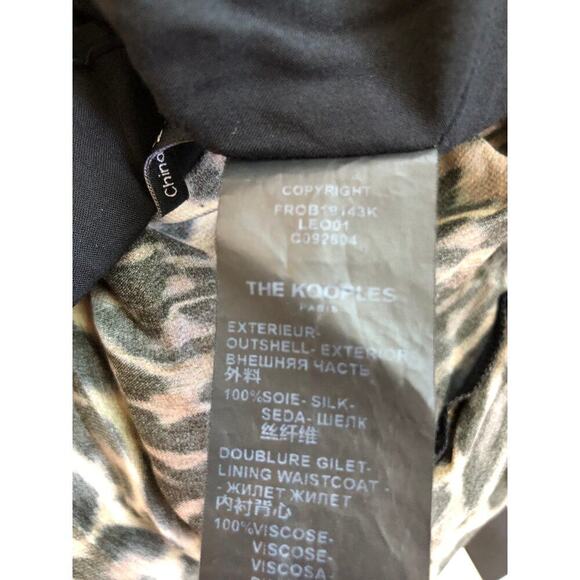 China
COPYRIGHT
FROB19143K
LEO01
C092604
THE KOOPLES
PARIS
EXTERIEUR-
OUTSHELL- EXTERIOR
ВНЕШНЯЯ ЧАСТЬ
外料
100%SOIE- SILK-
SEDA- ШЕЛК
丝纤维
DOUBLURE GILET-
LINING WAISTCOAT -
- ЖИЛЕТ ЖИЛЕТ
内衬背心
100%VISCOSE-
VISCOSE-
VISCOSA-